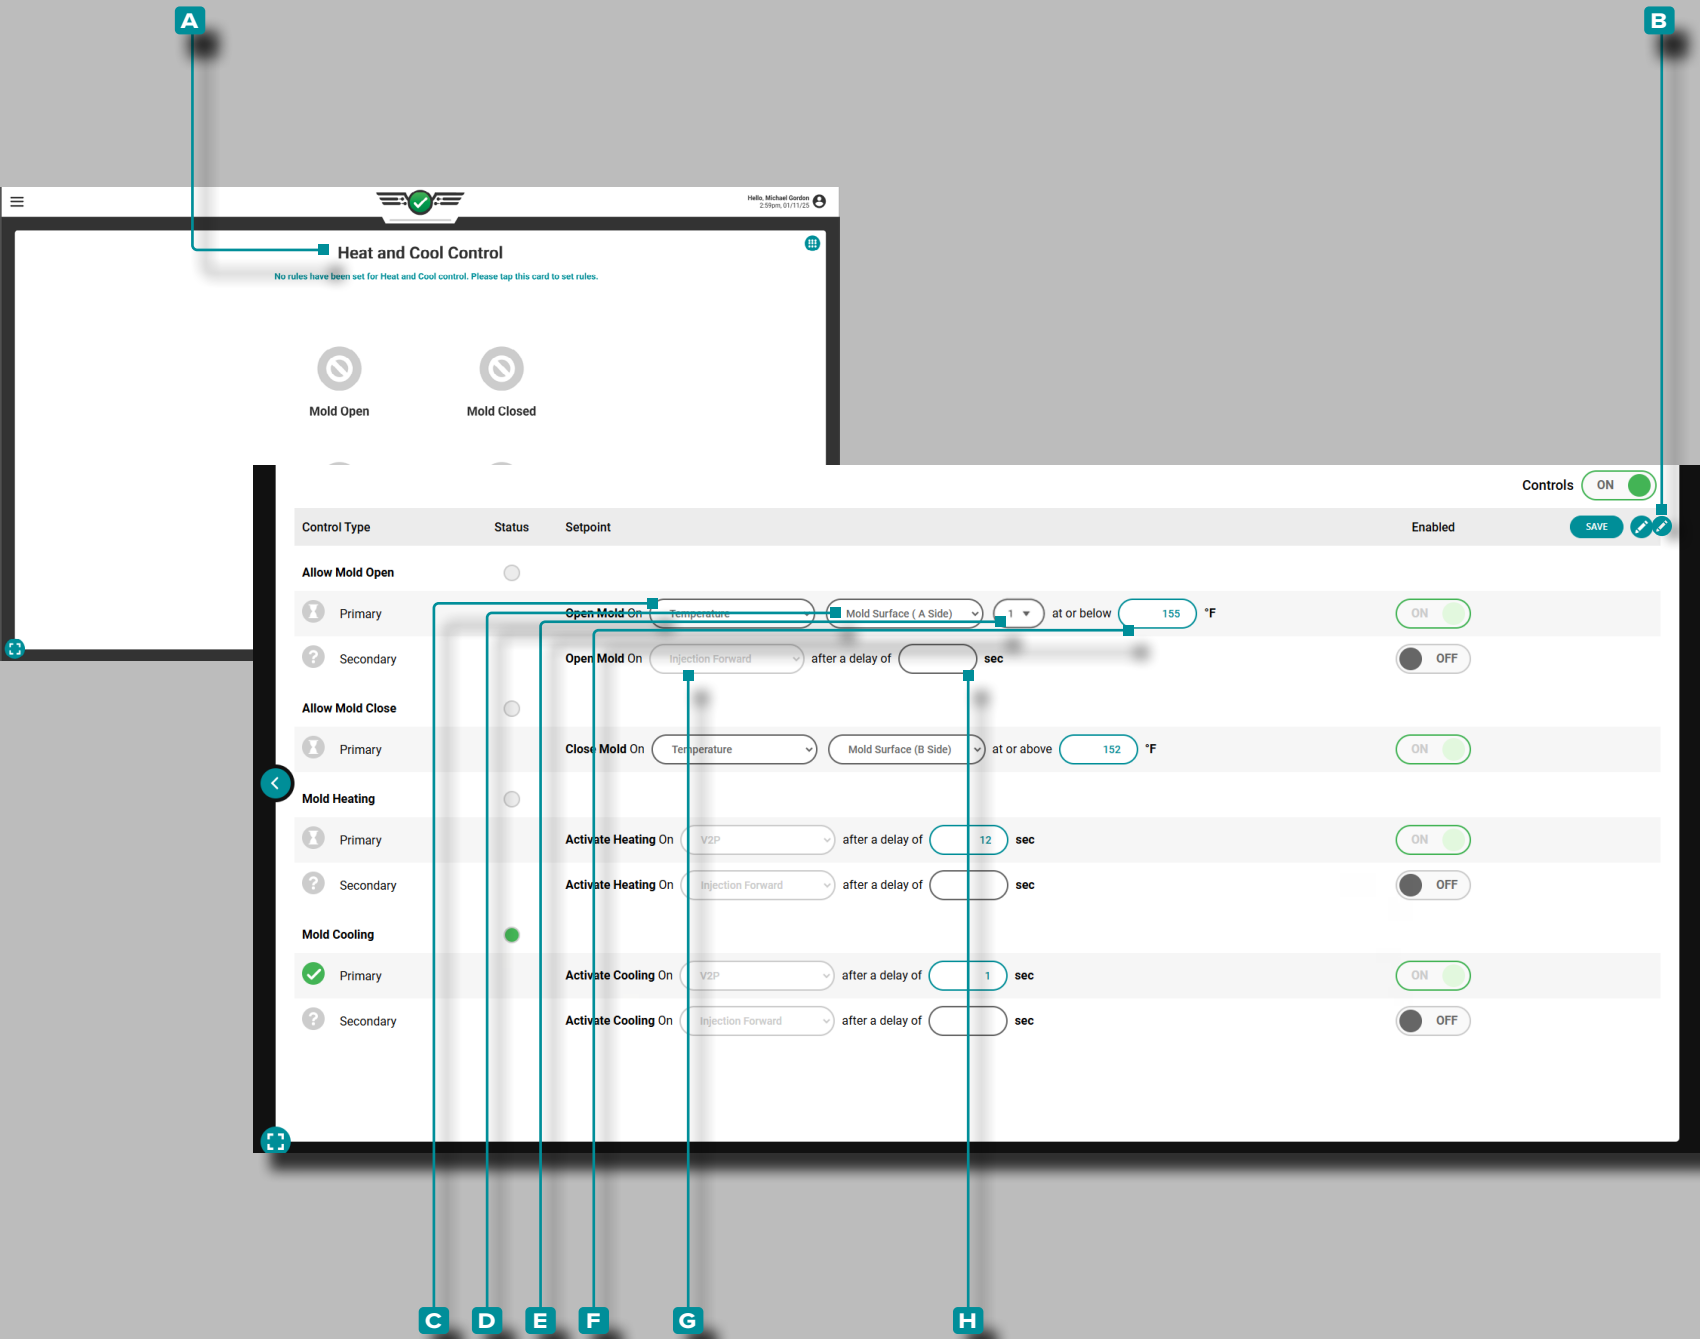 A
B
Hello, Michael Gordon
2:59pm, 01/11/25
Heat and Cool Control
No rules have been set for Heat and Cool control. Please tap this card to set rules.
Mold Open
Mold Closed
Controls ON
Control Type Status Setpoint Enabled SAVE
Allow Mold Open
Primary Open Mold On Temperature Mold Surface ( A Side) 1 at or below 155 °F ON
Secondary Open Mold On Injection Forward after a delay of sec OFF
Allow Mold Close
Primary Close Mold On Temperature Mold Surface (B Side) at or above 152 °F ON
Mold Heating
Primary Activate Heating On V2P after a delay of 12 sec ON
Secondary Activate Heating On Injection Forward after a delay of sec OFF
Mold Cooling
Primary Activate Cooling On V2P after a delay of 1 sec ON
Secondary Activate Cooling On Injection Forward after a delay of sec OFF
C D E F G H